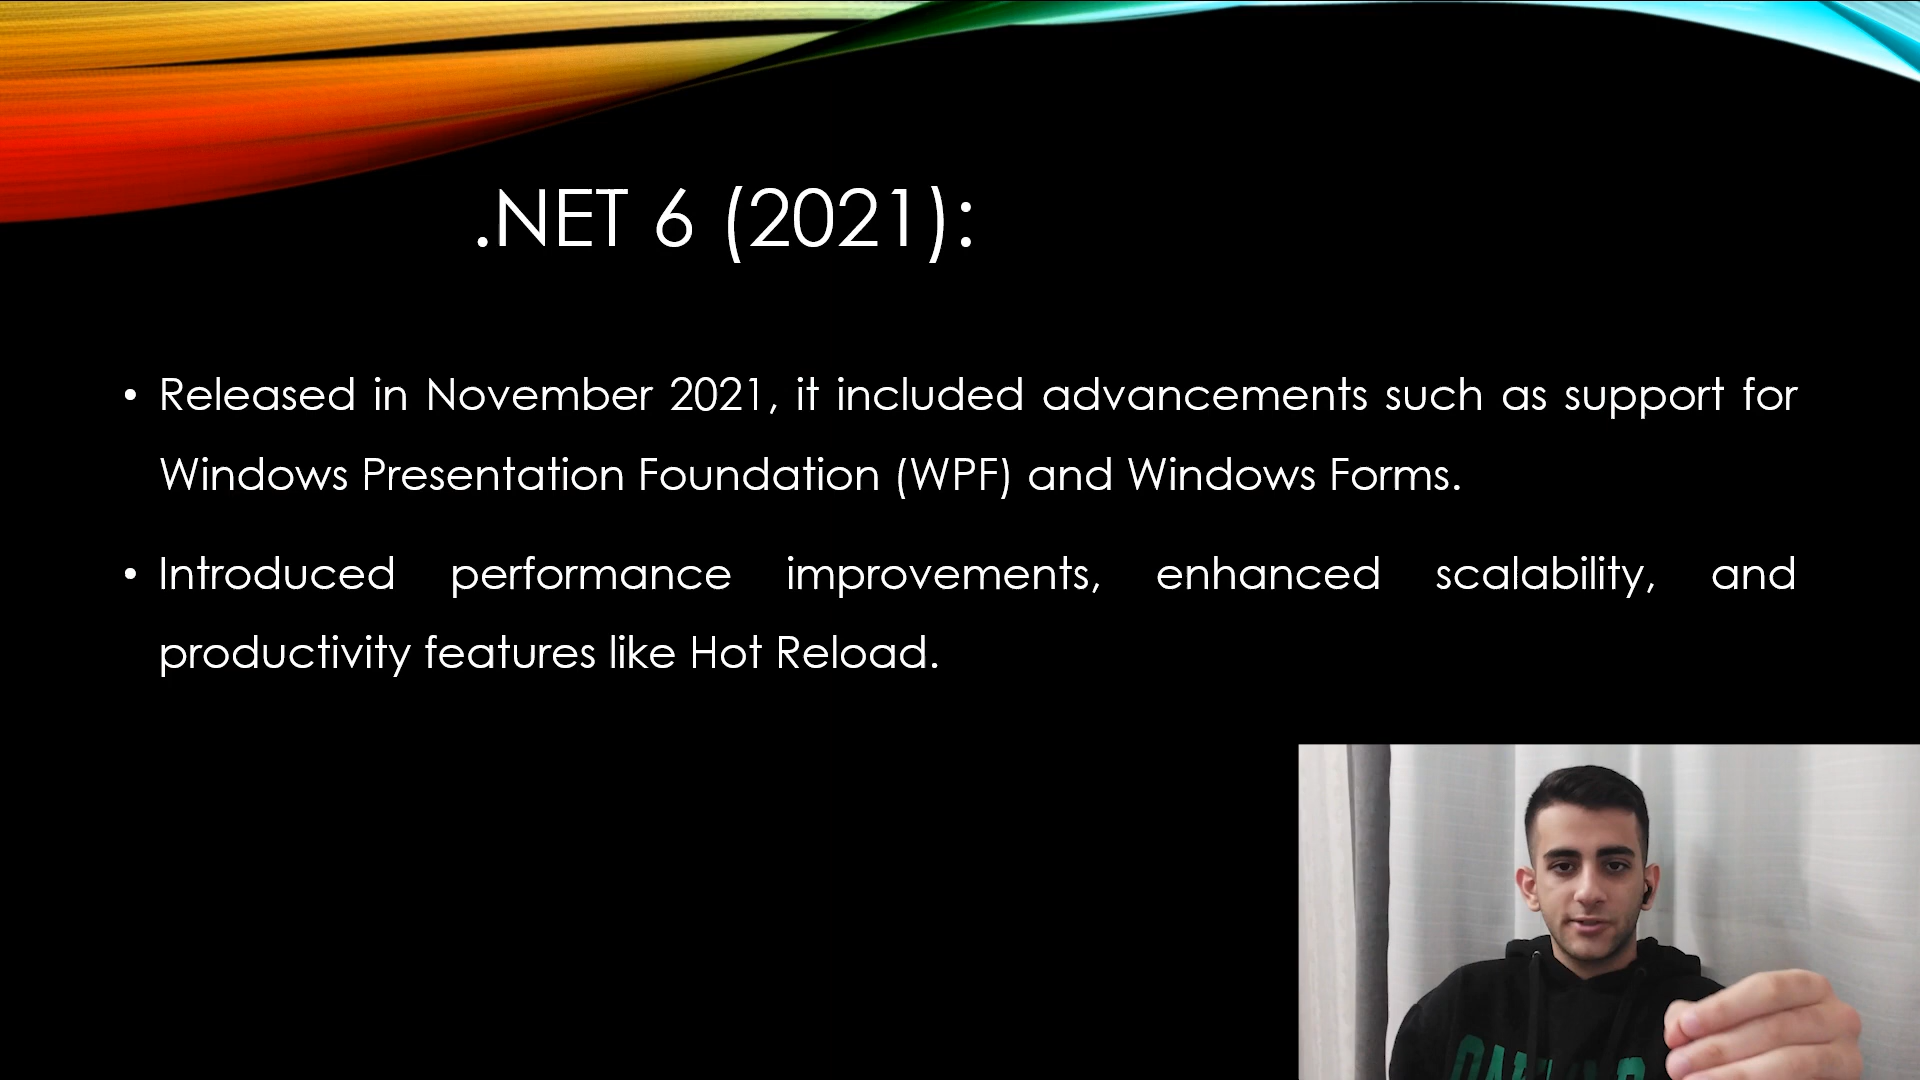 .NET 6 (2021):
• Released in November 2021, it included advancements such as support for
Windows Presentation Foundation (WPF) and Windows Forms.
• Introduced performance improvements, enhanced scalability, and
productivity features like Hot Reload.